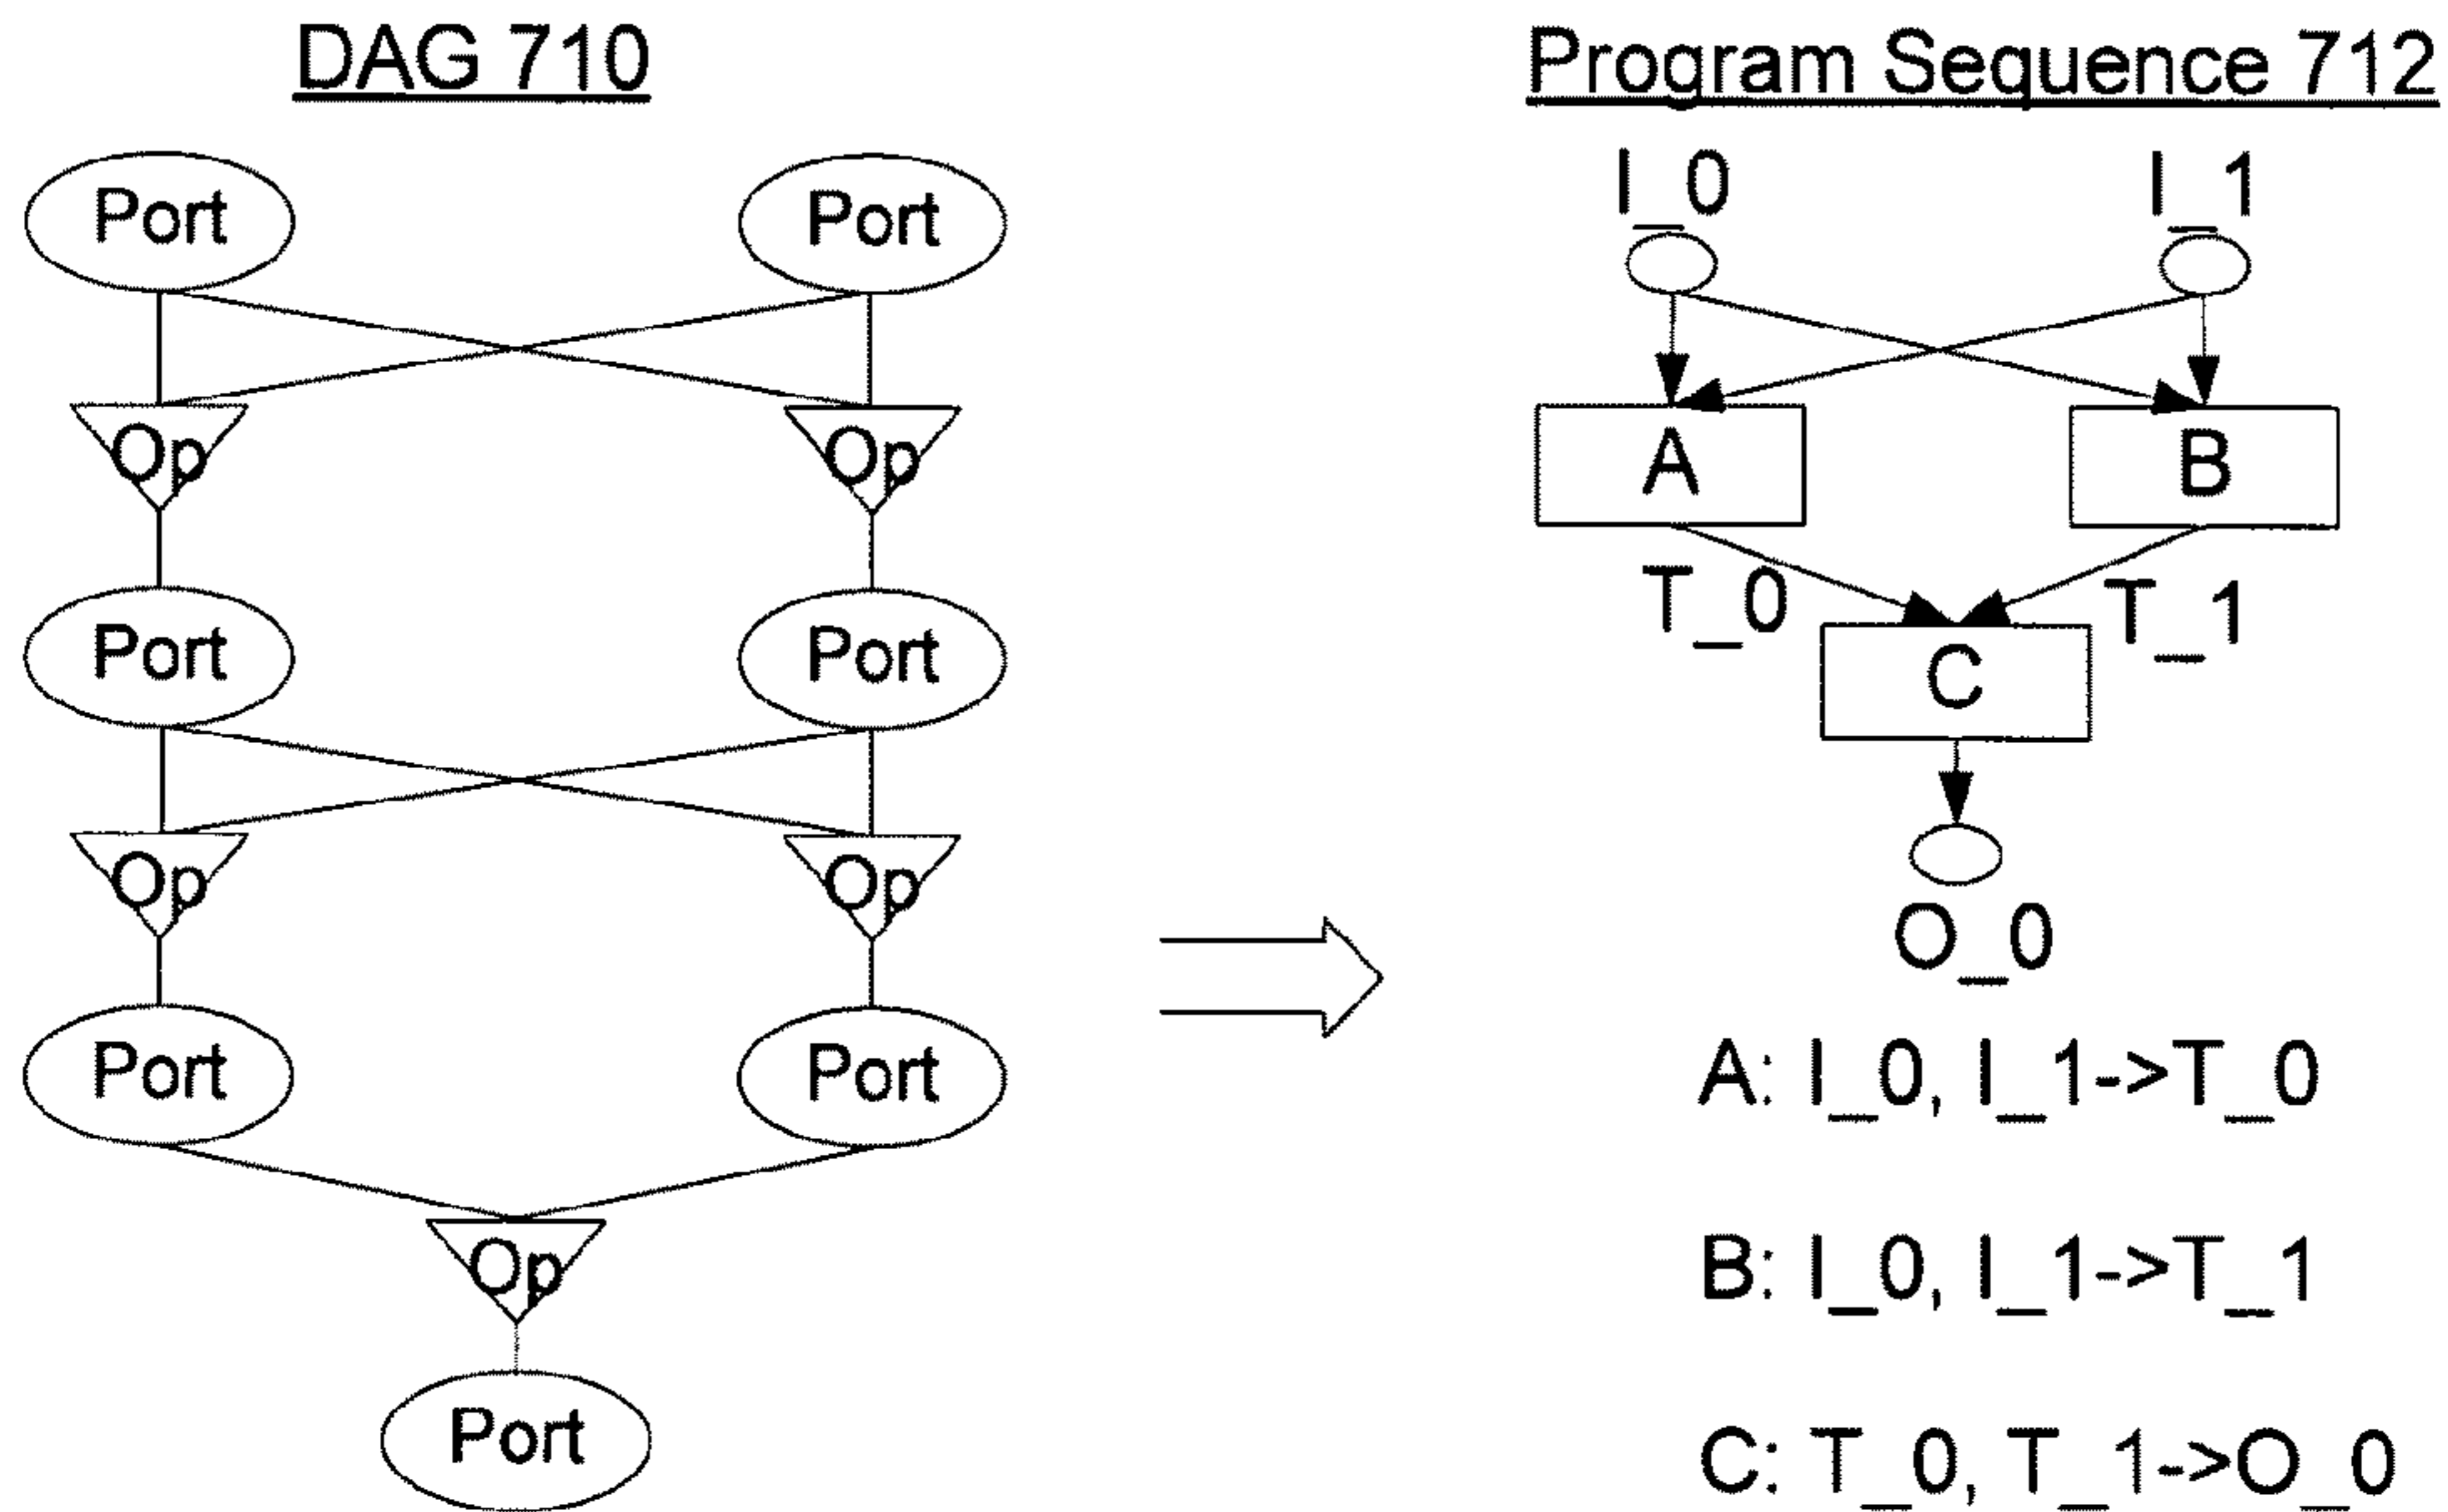 DAG 710
Port Port
Op Op
Port Port
Op Op
Port Port
Op
Port
Program Sequence 712
I_0 I_1
A B
T_0 T_1
C
O_0
A: I_0, I_1->T_0
B: I_0, I_1->T_1
C: T_0, T_1->O_0